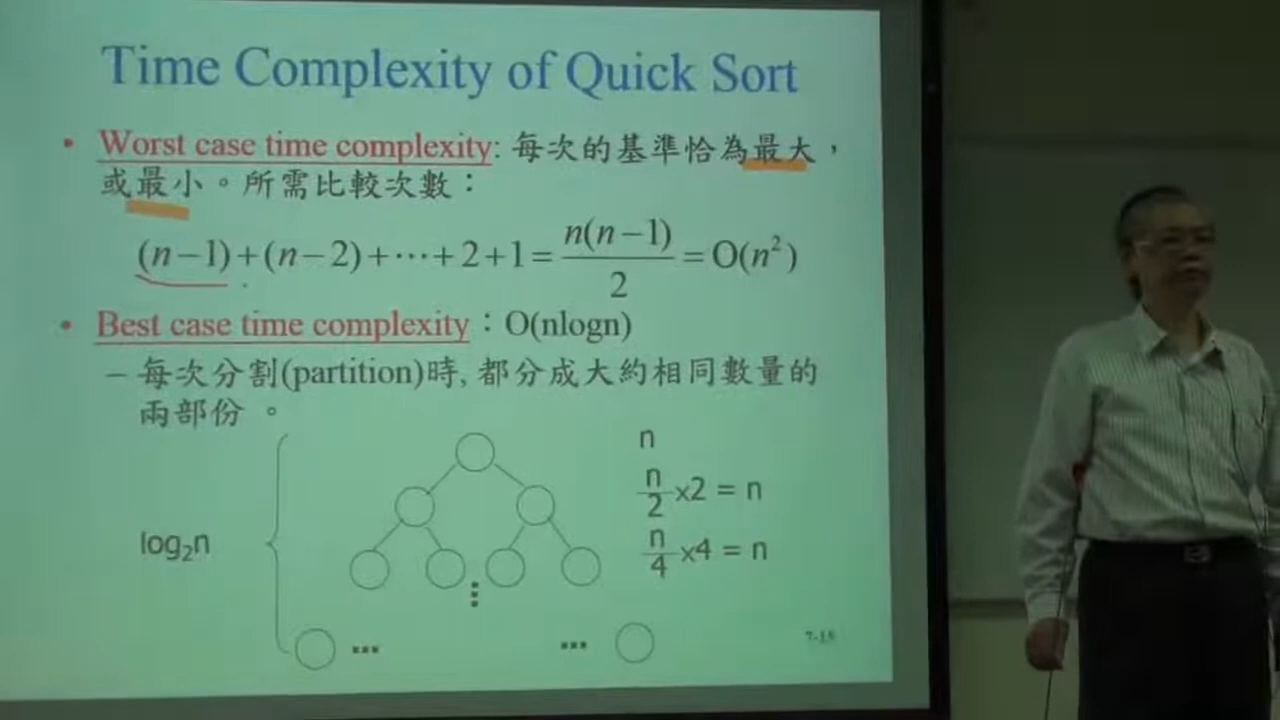 Time Complexity of Quick Sort
• Worst case time complexity: 每次的基準恰為最大，
或最小。所需比較次數：
(n−1)+(n−2)+⋯+2+1=n(n−1)/2=O(n²)
• Best case time complexity：O(nlogn)
– 每次分割(partition)時, 都分成大約相同數量的
兩部份。
n
n/2 x2 = n
log₂n
n/4 x4 = n